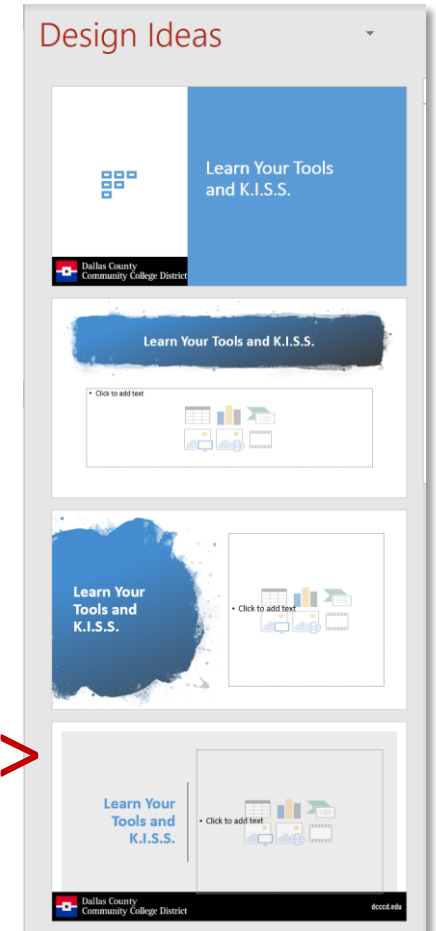 Design Ideas
Learn Your Tools
and K.I.S.S.
Dallas County
Community College District
Learn Your Tools and K.I.S.S.
• Click to add text
Learn Your
Tools and
K.I.S.S.
• Click to add text
>
Learn Your
Tools and
K.I.S.S.
• Click to add text
Dallas County
Community College District
dcccd.edu